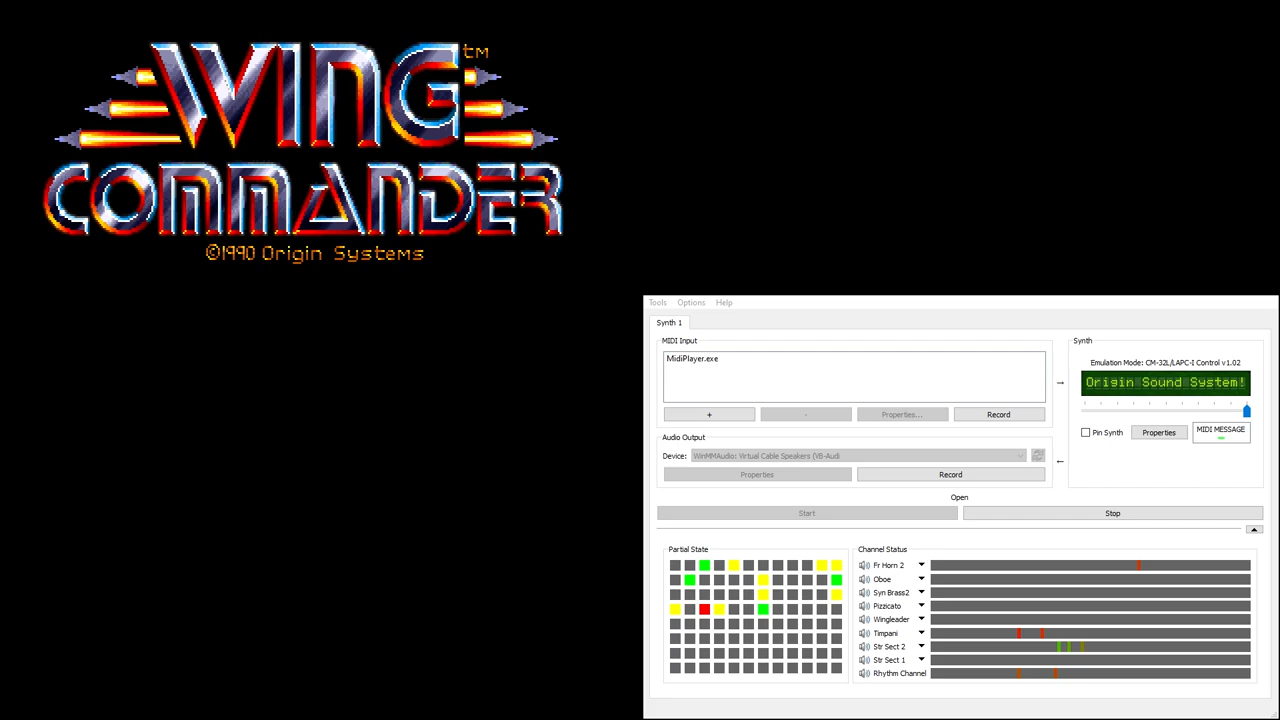 WING
TM
COMMANDER
©1990 Origin Systems
Tools Options Help
Synth 1
MIDI Input
MidiPlayer.exe
+ - Properties... Record
Audio Output
Device: WinMMAudio: Virtual Cable Speakers (VB-Audi
Properties Record
Synth
Emulation Mode: CM-32L/LAPC-I Control v1.02
Origin Sound System!
Pin Synth Properties MIDI MESSAGE
Open
Start Stop
Partial State
Channel Status
Fr Horn 2
Oboe
Syn Brass2
Pizzicato
Wingleader
Timpani
Str Sect 2
Str Sect 1
Rhythm Channel